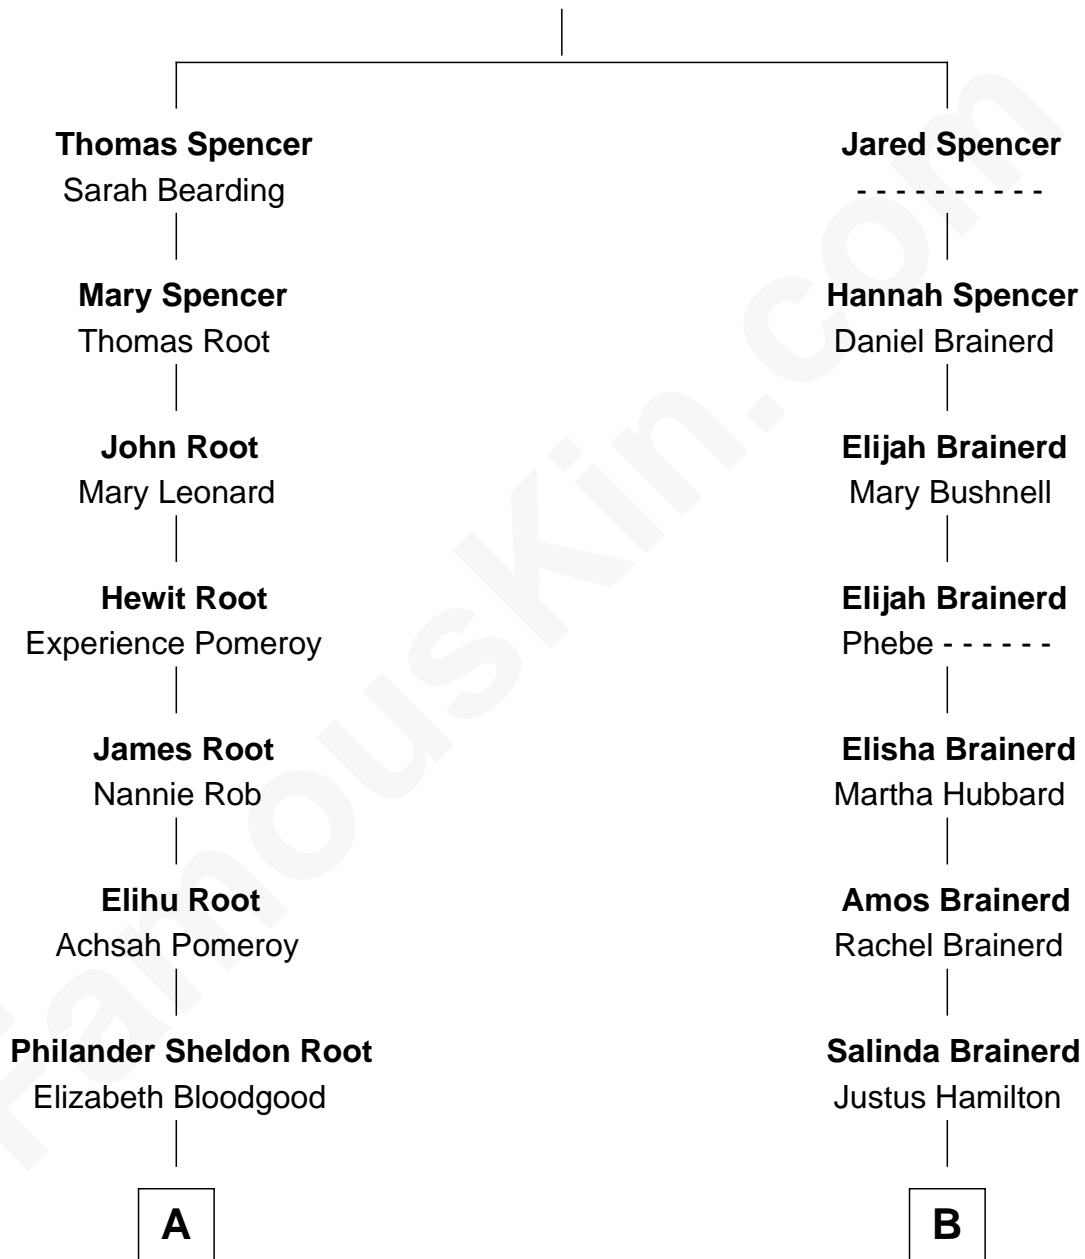 Thomas Spencer
Sarah Bearding
Jared Spencer
- - - - - - - - - -
Mary Spencer
Thomas Root
Hannah Spencer
Daniel Brainerd
John Root
Mary Leonard
Elijah Brainerd
Mary Bushnell
Hewit Root
Experience Pomeroy
Elijah Brainerd
Phebe - - - - - -
James Root
Nannie Rob
Elisha Brainerd
Martha Hubbard
Elihu Root
Achsah Pomeroy
Amos Brainerd
Rachel Brainerd
Philander Sheldon Root
Elizabeth Bloodgood
Salinda Brainerd
Justus Hamilton
A
B
FamousKin.com